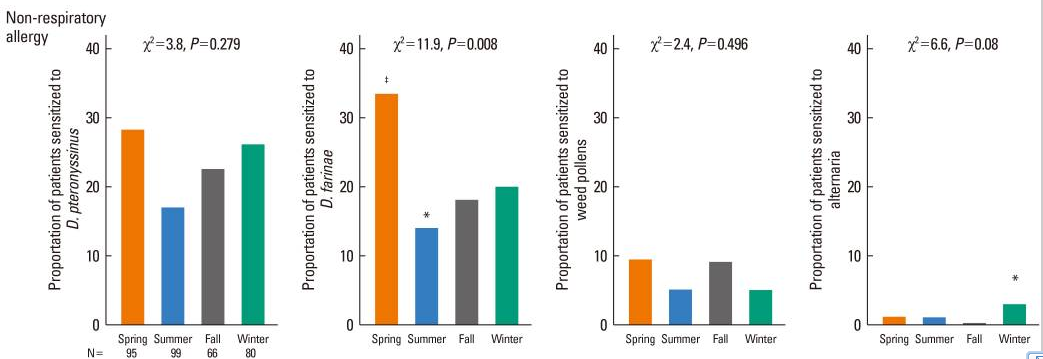 Non-respiratory
allergy
χ²=3.8, P=0.279
Proportation of patients sensitized to
D. pteronyssinus
40
30
20
10
0
Spring Summer Fall Winter
N= 95 99 66 80
χ²=11.9, P=0.008
Proportation of patients sensitized to
D. farinae
40
30
20
10
0
‡
*
Spring Summer Fall Winter
χ²=2.4, P=0.496
Proportation of patients sensitized to
weed pollens
40
30
20
10
0
Spring Summer Fall Winter
χ²=6.6, P=0.08
Proportation of patients sensitized to
alternaria
40
30
20
10
0
*
Spring Summer Fall Winter